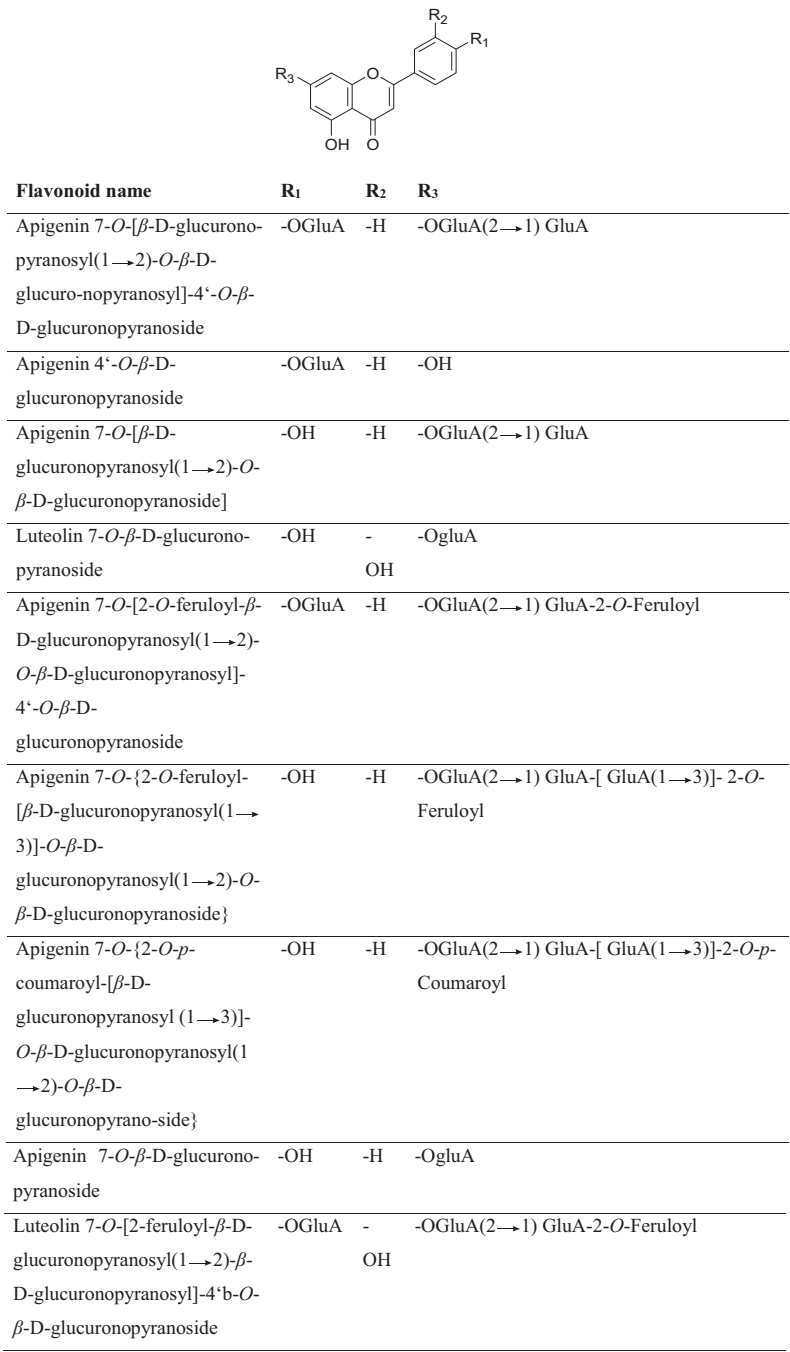 R2
R1
R3
O
OH O
Flavonoid name R1 R2 R3
Apigenin 7-O-[β-D-glucurono- -OGluA -H -OGluA(2→1) GluA
pyranosyl(1→2)-O-β-D-
glucuro-nopyranosyl]-4‘-O-β-
D-glucuronopyranoside
Apigenin 4‘-O-β-D- -OGluA -H -OH
glucuronopyranoside
Apigenin 7-O-[β-D- -OH -H -OGluA(2→1) GluA
glucuronopyranosyl(1→2)-O-
β-D-glucuronopyranoside]
Luteolin 7-O-β-D-glucurono- -OH - -OgluA
pyranoside OH
Apigenin 7-O-[2-O-feruloyl-β- -OGluA -H -OGluA(2→1) GluA-2-O-Feruloyl
D-glucuronopyranosyl(1→2)-
O-β-D-glucuronopyranosyl]-
4‘-O-β-D-
glucuronopyranoside
Apigenin 7-O-{2-O-feruloyl- -OH -H -OGluA(2→1) GluA-[ GluA(1→3)]- 2-O-
[β-D-glucuronopyranosyl(1→ Feruloyl
3)]-O-β-D-
glucuronopyranosyl(1→2)-O-
β-D-glucuronopyranoside}
Apigenin 7-O-{2-O-p- -OH -H -OGluA(2→1) GluA-[ GluA(1→3)]-2-O-p-
coumaroyl-[β-D- Coumaroyl
glucuronopyranosyl (1→3)]-
O-β-D-glucuronopyranosyl(1
→2)-O-β-D-
glucuronopyrano-side}
Apigenin 7-O-β-D-glucurono- -OH -H -OgluA
pyranoside
Luteolin 7-O-[2-feruloyl-β-D- -OGluA - -OGluA(2→1) GluA-2-O-Feruloyl
glucuronopyranosyl(1→2)-β- OH
D-glucuronopyranosyl]-4‘b-O-
β-D-glucuronopyranoside